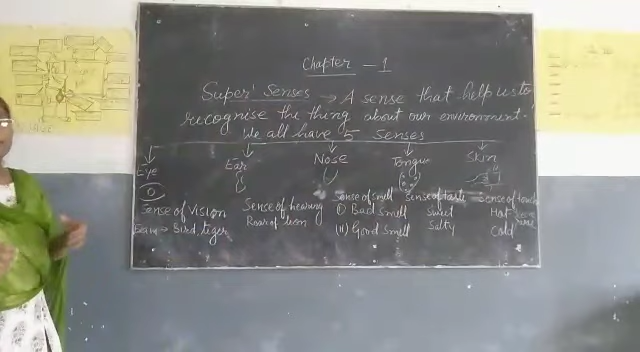 Chapter - 1
Super Senses → A sense that help us to
recognise the thing about our environment.
We all have 5 senses
Eye Ear Nose Tongue Skin
Sense of Vision Sense of hearing Sense of smell Sense of taste Sense of touch
Bird, tiger Roar of lion (i) Bad smell Sweet Hot
(ii) Good smell Salty Cold